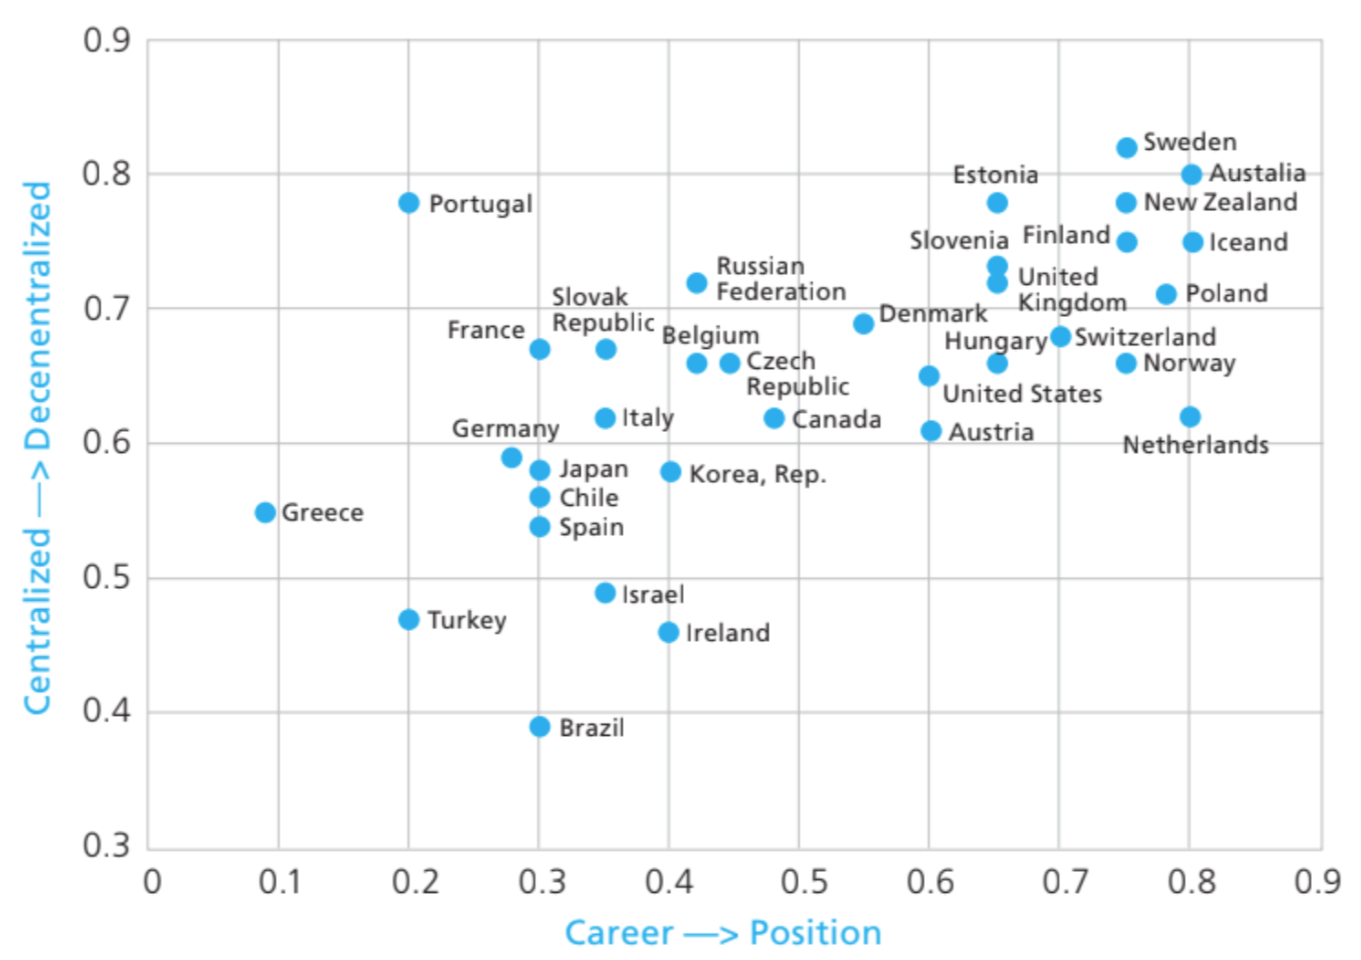 0.9
Sweden
Estonia
Austalia
0.8
Portugal
New Zealand
Slovenia
Finland
Iceand
Russian
Federation
United
Kingdom
Poland
Slovak
Republic
0.7
Denmark
France
Belgium
Hungary
Switzerland
Czech
Republic
Norway
United States
Italy
Canada
Germany
Austria
0.6
Netherlands
Japan
Korea, Rep.
Chile
Greece
Spain
0.5
Israel
Turkey
Ireland
0.4
Brazil
0.3
Centralized —> Decenentralized
0 0.1 0.2 0.3 0.4 0.5 0.6 0.7 0.8 0.9
Career —> Position